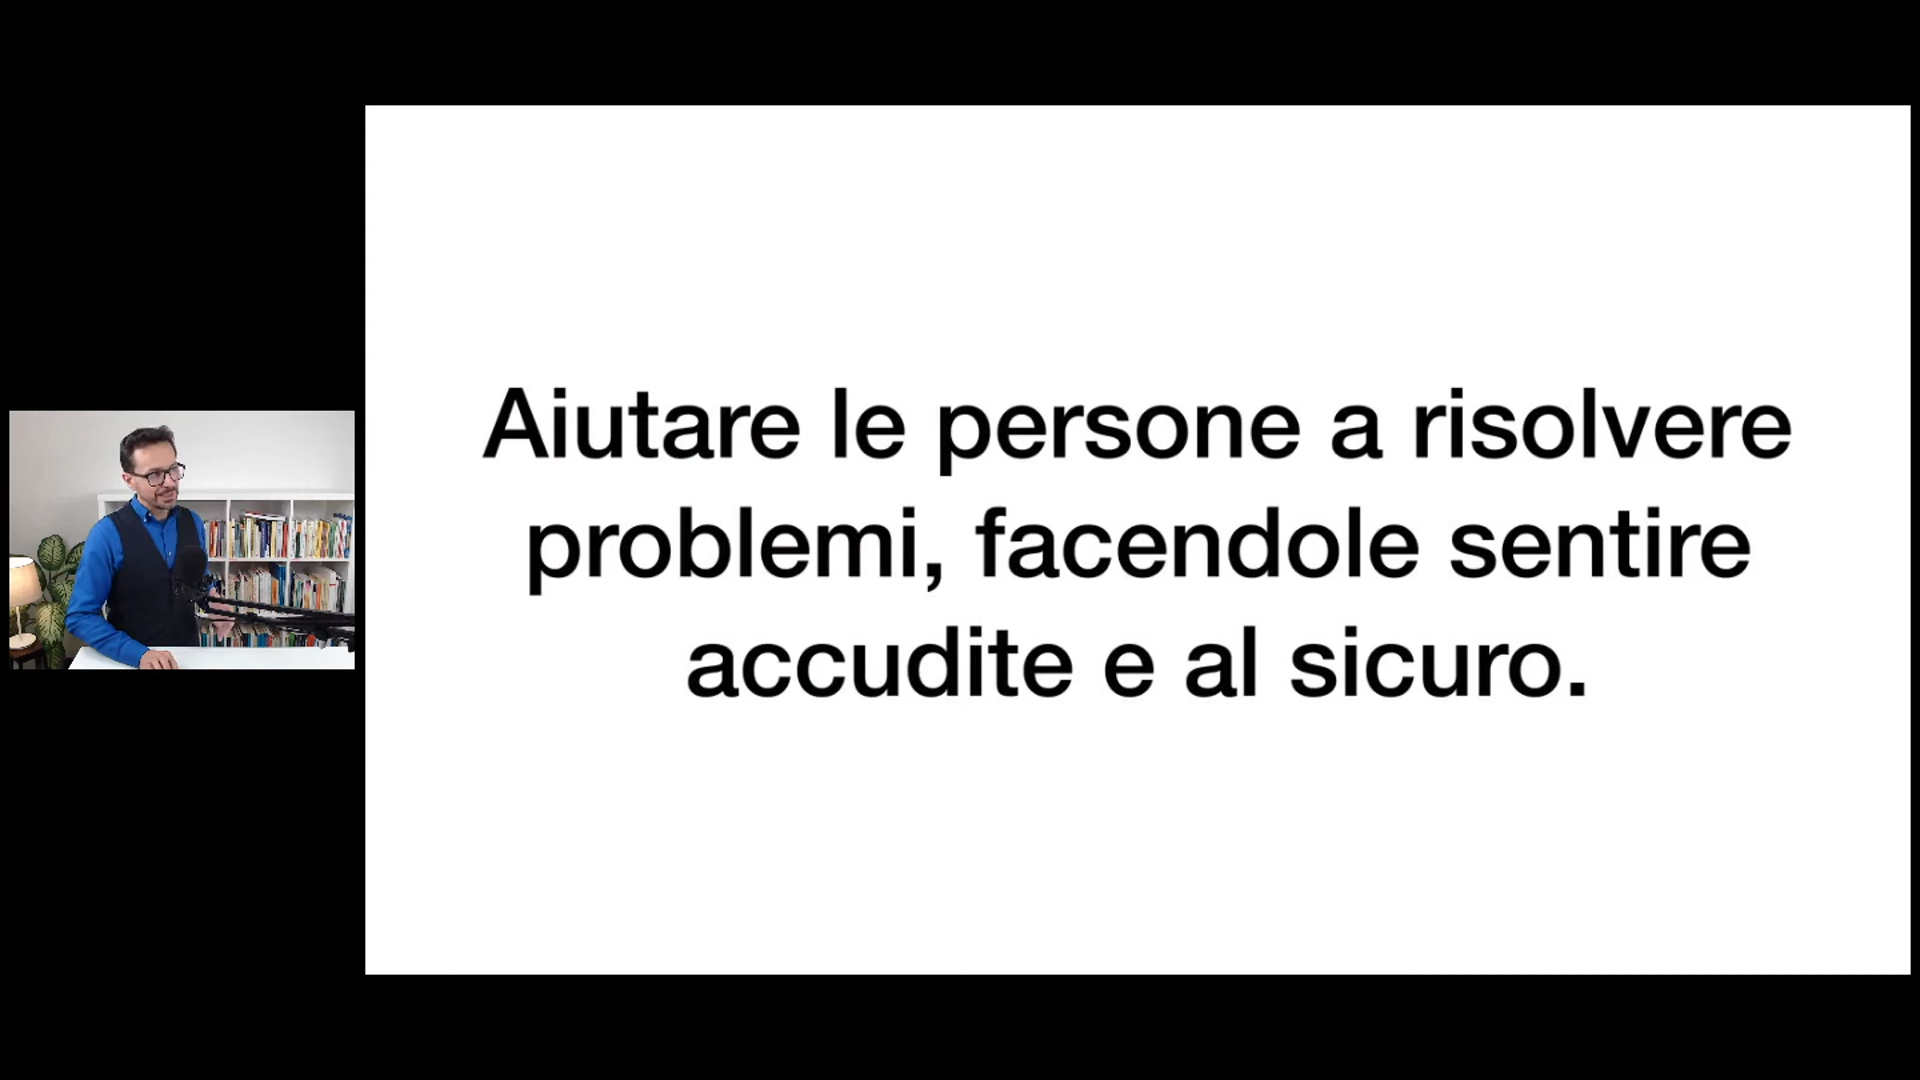 Aiutare le persone a risolvere
problemi, facendole sentire
accudite e al sicuro.